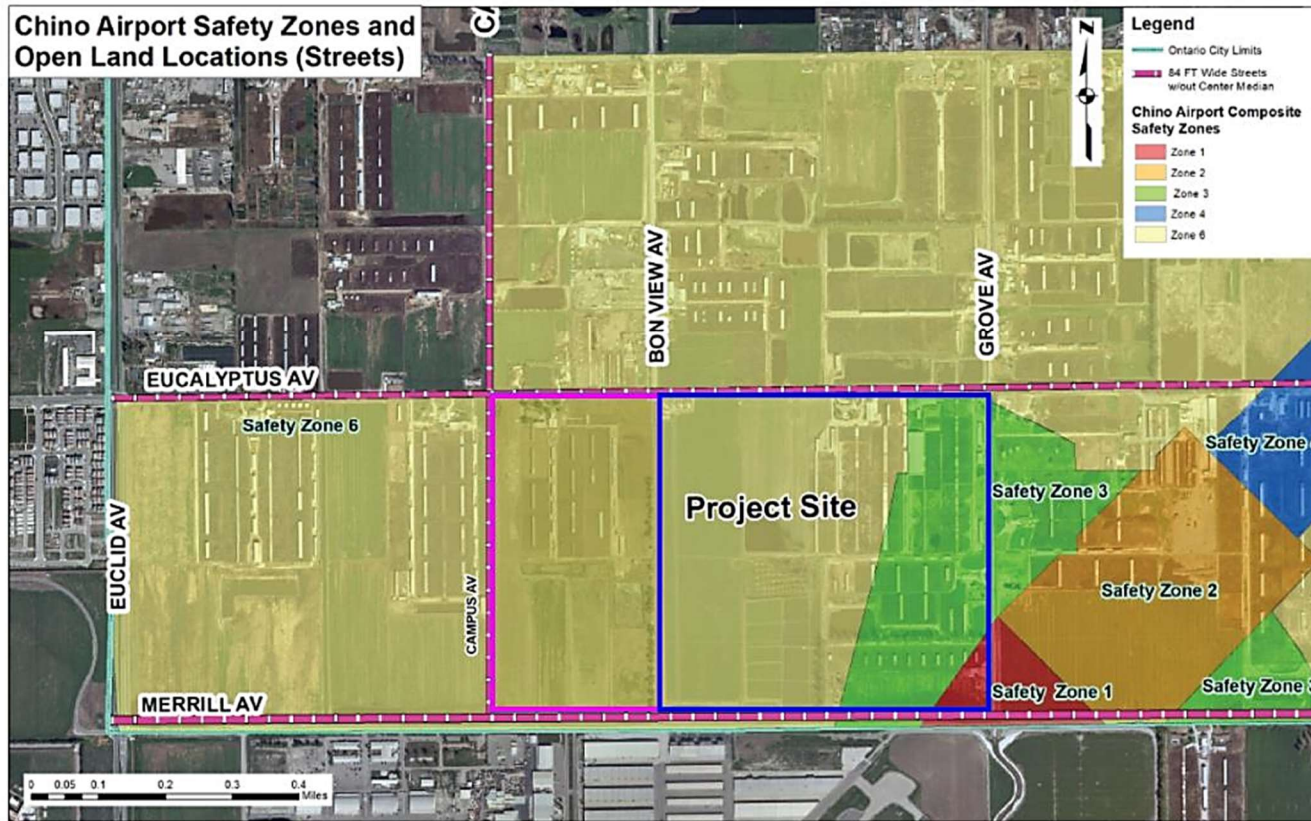 Chino Airport Safety Zones and
Open Land Locations (Streets)
CA
N
Legend
Ontario City Limits
84 FT Wide Streets
w/out Center Median
Chino Airport Composite
Safety Zones
Zone 1
Zone 2
Zone 3
Zone 4
Zone 6
BON VIEW AV
GROVE AV
EUCALYPTUS AV
Safety Zone 6
Safety Zone
Safety Zone 3
Project Site
EUCLID AV
CAMPUS AV
Safety Zone 2
MERRILL AV
Safety Zone 1
Safety Zone 3
0 0.05 0.1 0.2 0.3 0.4
Miles